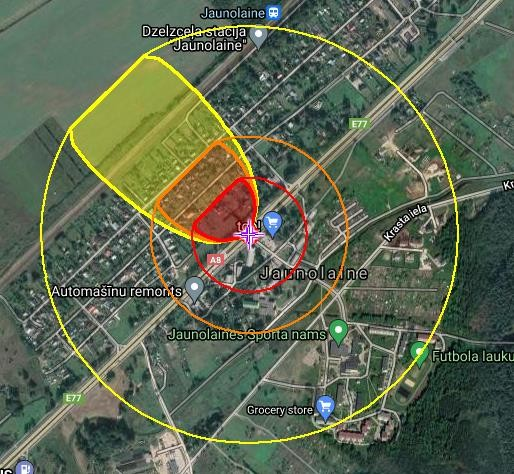 Jaunolaine
Dzelzceļa stacija
"Jaunolaine"
E77
Krasta iela
A8
Jaunolaine
Automašīnu remonts
Jaunolaines Sporta nams
Futbola lauku
E77
Grocery store